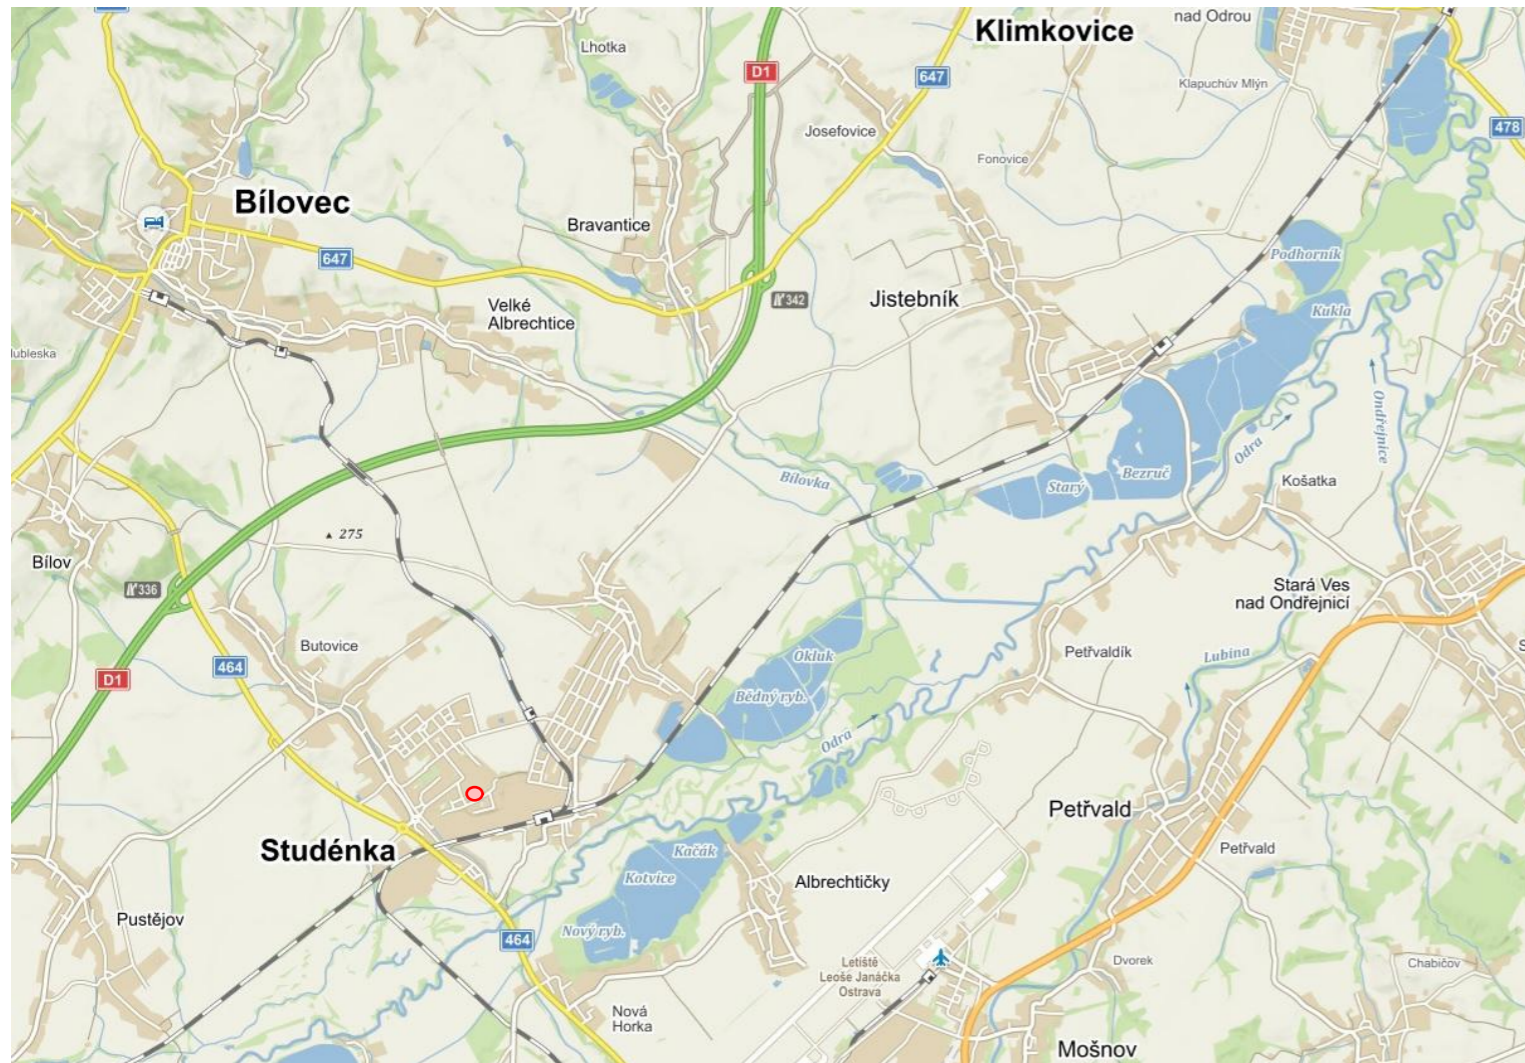 Klimkovice
nad Odrou
Lhotka
D1
647
Klapuchův Mlýn
478
Josefovice
Fonovice
Bílovec
Bravantice
647
Podhorník
Velké
Albrechtice
342
Jistebník
Kukla
Ondřejnice
Odra
Bílovka
Starý
Bezruč
Košatka
275
Bílov
336
Stará Ves
nad Ondřejnicí
Butovice
464
D1
Okluk
Petřvaldík
Lubina
Bědný ryb.
Odra
Petřvald
Petřvald
Studénka
Kačák
Kotvice
Albrechtičky
Pustějov
Nový ryb.
464
Letiště
Leoše Janáčka
Ostrava
Dvorek
Chabičov
Nová
Horka
Mošnov